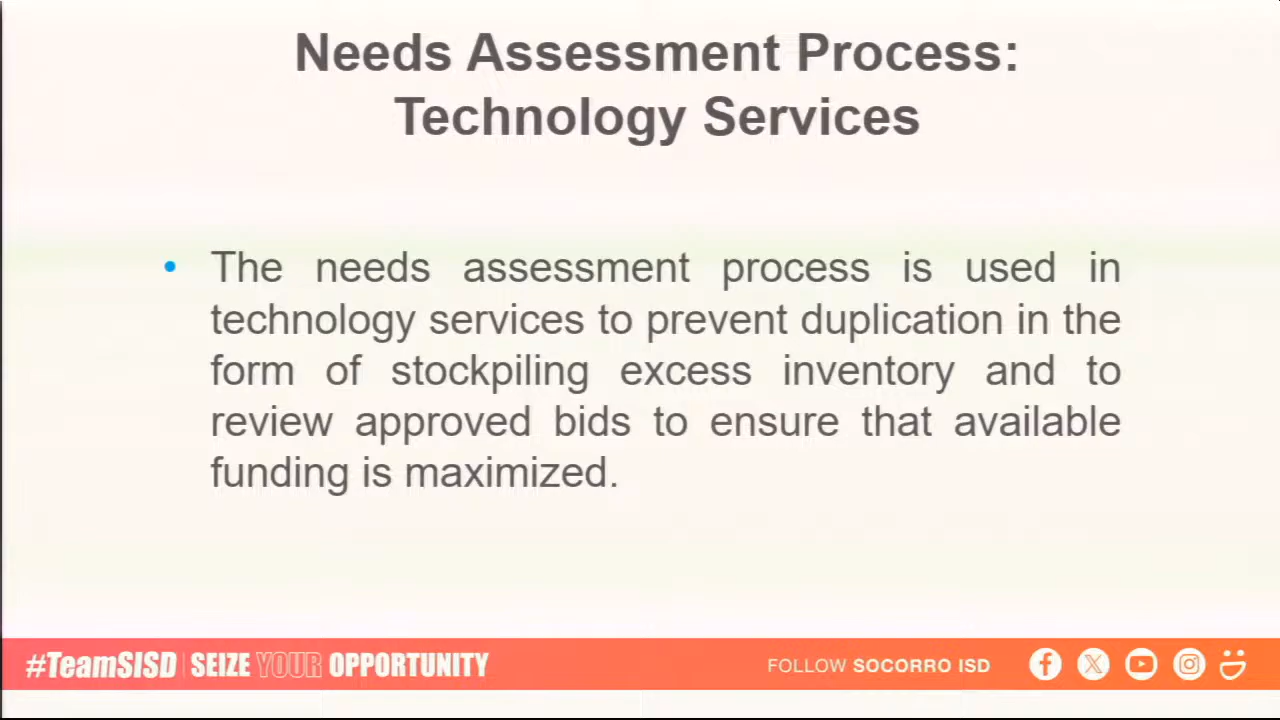 Needs Assessment Process:
Technology Services
• The needs assessment process is used in
technology services to prevent duplication in the
form of stockpiling excess inventory and to
review approved bids to ensure that available
funding is maximized.
#TeamSISD | SEIZE YOUR OPPORTUNITY
FOLLOW SOCORRO ISD